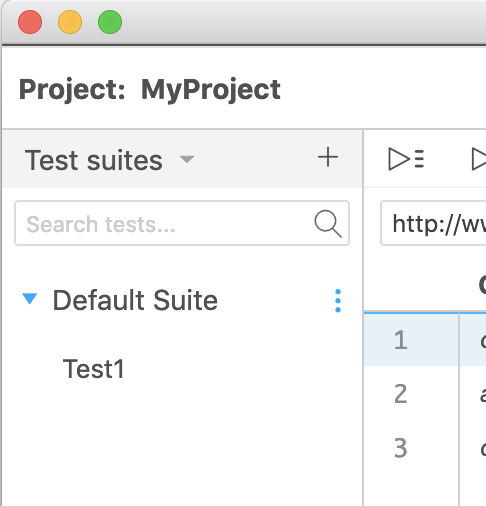 Project: MyProject
Test suites
Search tests...
http://
Default Suite
Test1
1
2
3